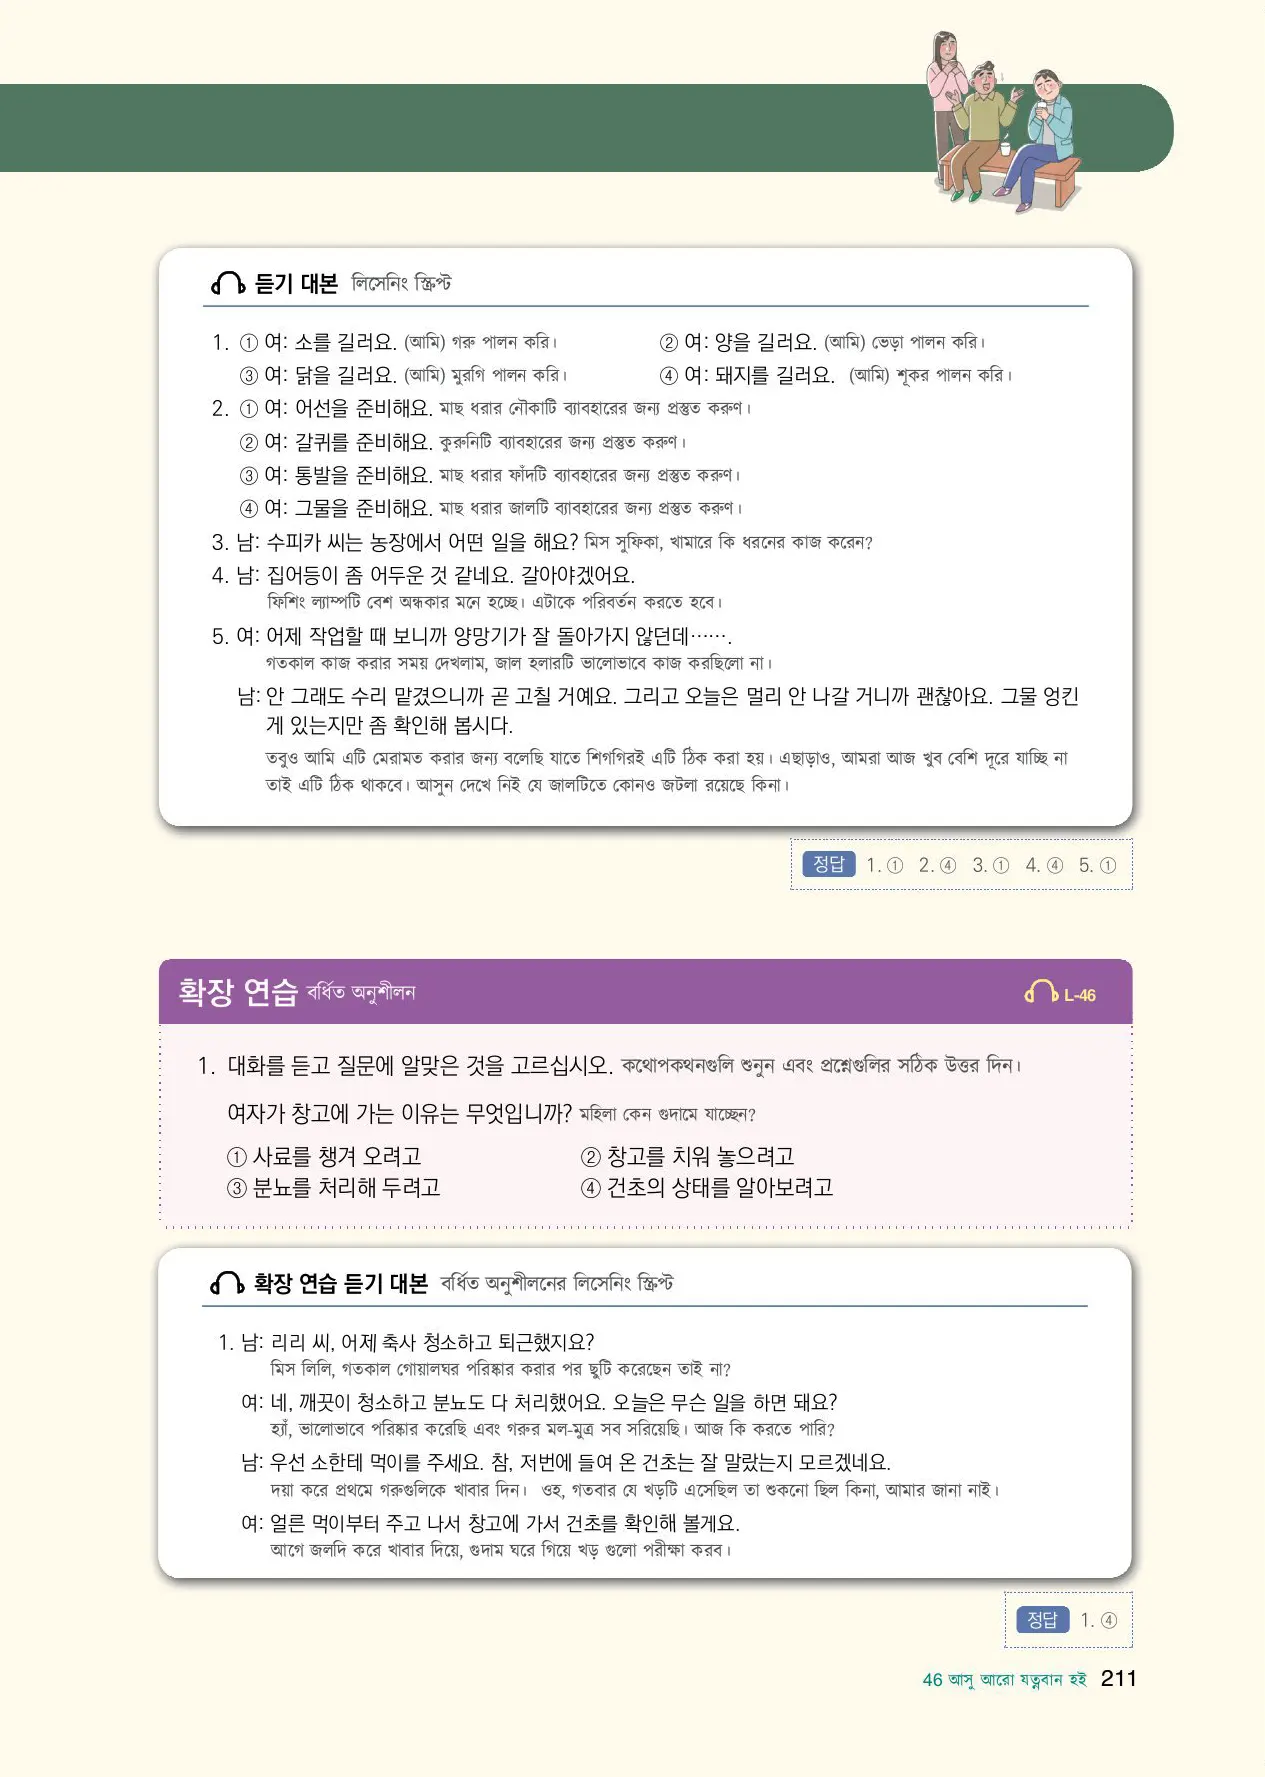 듣기 대본 লিসেনিং স্ক্রিপ্ট
1. ① 여: 소를 길러요. (আমি) গরু পালন করি। ② 여: 양을 길러요. (আমি) ভেড়া পালন করি।
③ 여: 닭을 길러요. (আমি) মুরগি পালন করি। ④ 여: 돼지를 길러요. (আমি) শূকর পালন করি।
2. ① 여: 어선을 준비해요. মাছ ধরার নৌকাটি ব্যাবহারের জন্য প্রস্তুত করুণ।
② 여: 갈퀴를 준비해요. কুরুনিটি ব্যাবহারের জন্য প্রস্তুত করুণ।
③ 여: 통발을 준비해요. মাছ ধরার ফাঁদটি ব্যাবহারের জন্য প্রস্তুত করুণ।
④ 여: 그물을 준비해요. মাছ ধরার জালটি ব্যাবহারের জন্য প্রস্তুত করুণ।
3. 남: 수피카 씨는 농장에서 어떤 일을 해요? মিস সুফিকা, খামারে কি ধরনের কাজ করেন?
4. 남: 집어등이 좀 어두운 것 같네요. 갈아야겠어요.
ফিশিং ল্যাম্পটি বেশ অন্ধকার মনে হচ্ছে। এটাকে পরিবর্তন করতে হবে।
5. 여: 어제 작업할 때 보니까 양망기가 잘 돌아가지 않던데…….
গতকাল কাজ করার সময় দেখলাম, জাল হলারটি ভালোভাবে কাজ করছিলো না।
남: 안 그래도 수리 맡겼으니까 곧 고칠 거예요. 그리고 오늘은 멀리 안 나갈 거니까 괜찮아요. 그물 엉킨
게 있는지만 좀 확인해 봅시다.
তবুও আমি এটি মেরামত করার জন্য বলেছি যাতে শিগগিরই এটি ঠিক করা হয়। এছাড়াও, আমরা আজ খুব বেশি দূরে যাচ্ছি না
তাই এটি ঠিক থাকবে। আসুন দেখে নিই যে জালটিতে কোনও জটলা রয়েছে কিনা।
정답 1. ① 2. ④ 3. ① 4. ④ 5. ①
확장 연습 বর্ধিত অনুশীলন L-46
1. 대화를 듣고 질문에 알맞은 것을 고르십시오. কথোপকথনগুলি শুনুন এবং প্রশ্নেগুলির সঠিক উত্তর দিন।
여자가 창고에 가는 이유는 무엇입니까? মহিলা কেন গুদামে যাচ্ছেন?
① 사료를 챙겨 오려고 ② 창고를 치워 놓으려고
③ 분뇨를 처리해 두려고 ④ 건초의 상태를 알아보려고
확장 연습 듣기 대본 বর্ধিত অনুশীলনের লিসেনিং স্ক্রিপ্ট
1. 남: 리리 씨, 어제 축사 청소하고 퇴근했지요?
মিস লিলি, গতকাল গোয়ালঘর পরিষ্কার করার পর ছুটি করেছেন তাই না?
여: 네, 깨끗이 청소하고 분뇨도 다 처리했어요. 오늘은 무슨 일을 하면 돼요?
হ্যাঁ, ভালোভাবে পরিষ্কার করেছি এবং গরুর মল-মুত্র সব সরিয়েছি। আজ কি করতে পারি?
남: 우선 소한테 먹이를 주세요. 참, 저번에 들여 온 건초는 잘 말랐는지 모르겠네요.
দয়া করে প্রথমে গরুগুলিকে খাবার দিন। ওহ, গতবার যে খড়টি এসেছিল তা শুকনো ছিল কিনা, আমার জানা নাই।
여: 얼른 먹이부터 주고 나서 창고에 가서 건초를 확인해 볼게요.
আগে জলদি করে খাবার দিয়ে, গুদাম ঘরে গিয়ে খড় গুলো পরীক্ষা করব।
정답 1. ④
46 আসু আরো যত্নবান হই 211